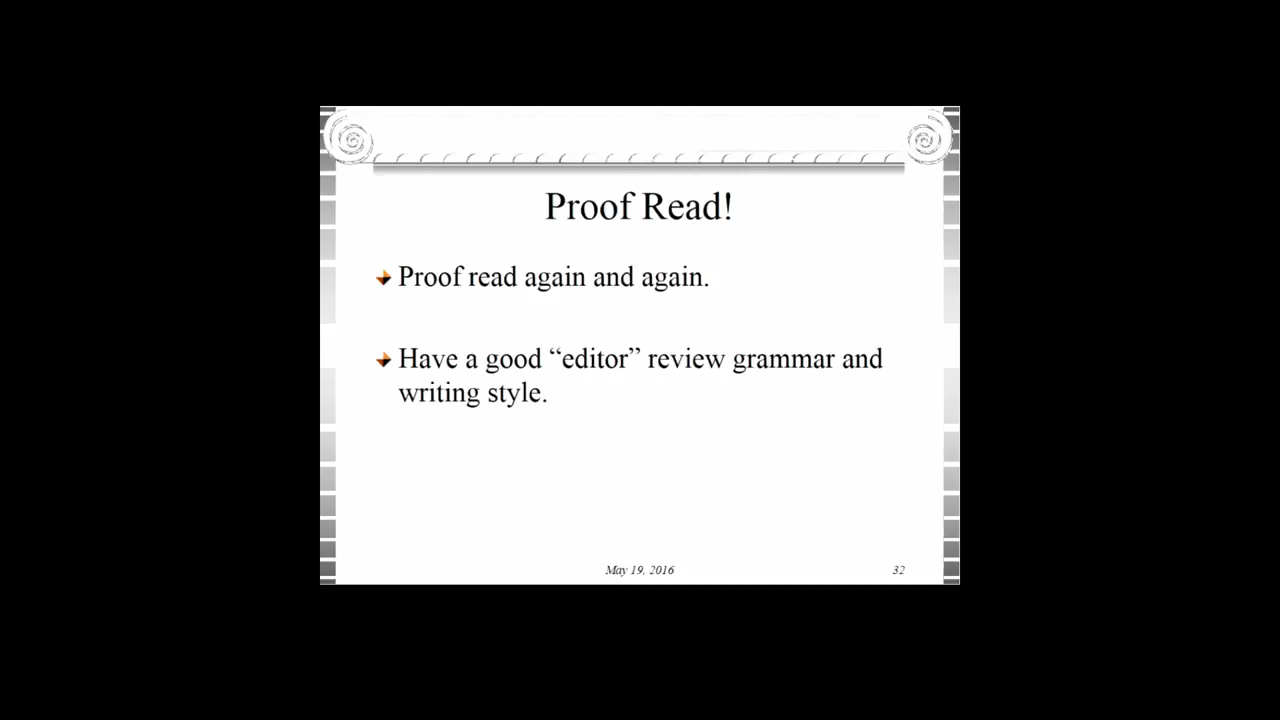 Proof Read!
Proof read again and again.
Have a good “editor” review grammar and
writing style.
May 19, 2016
32